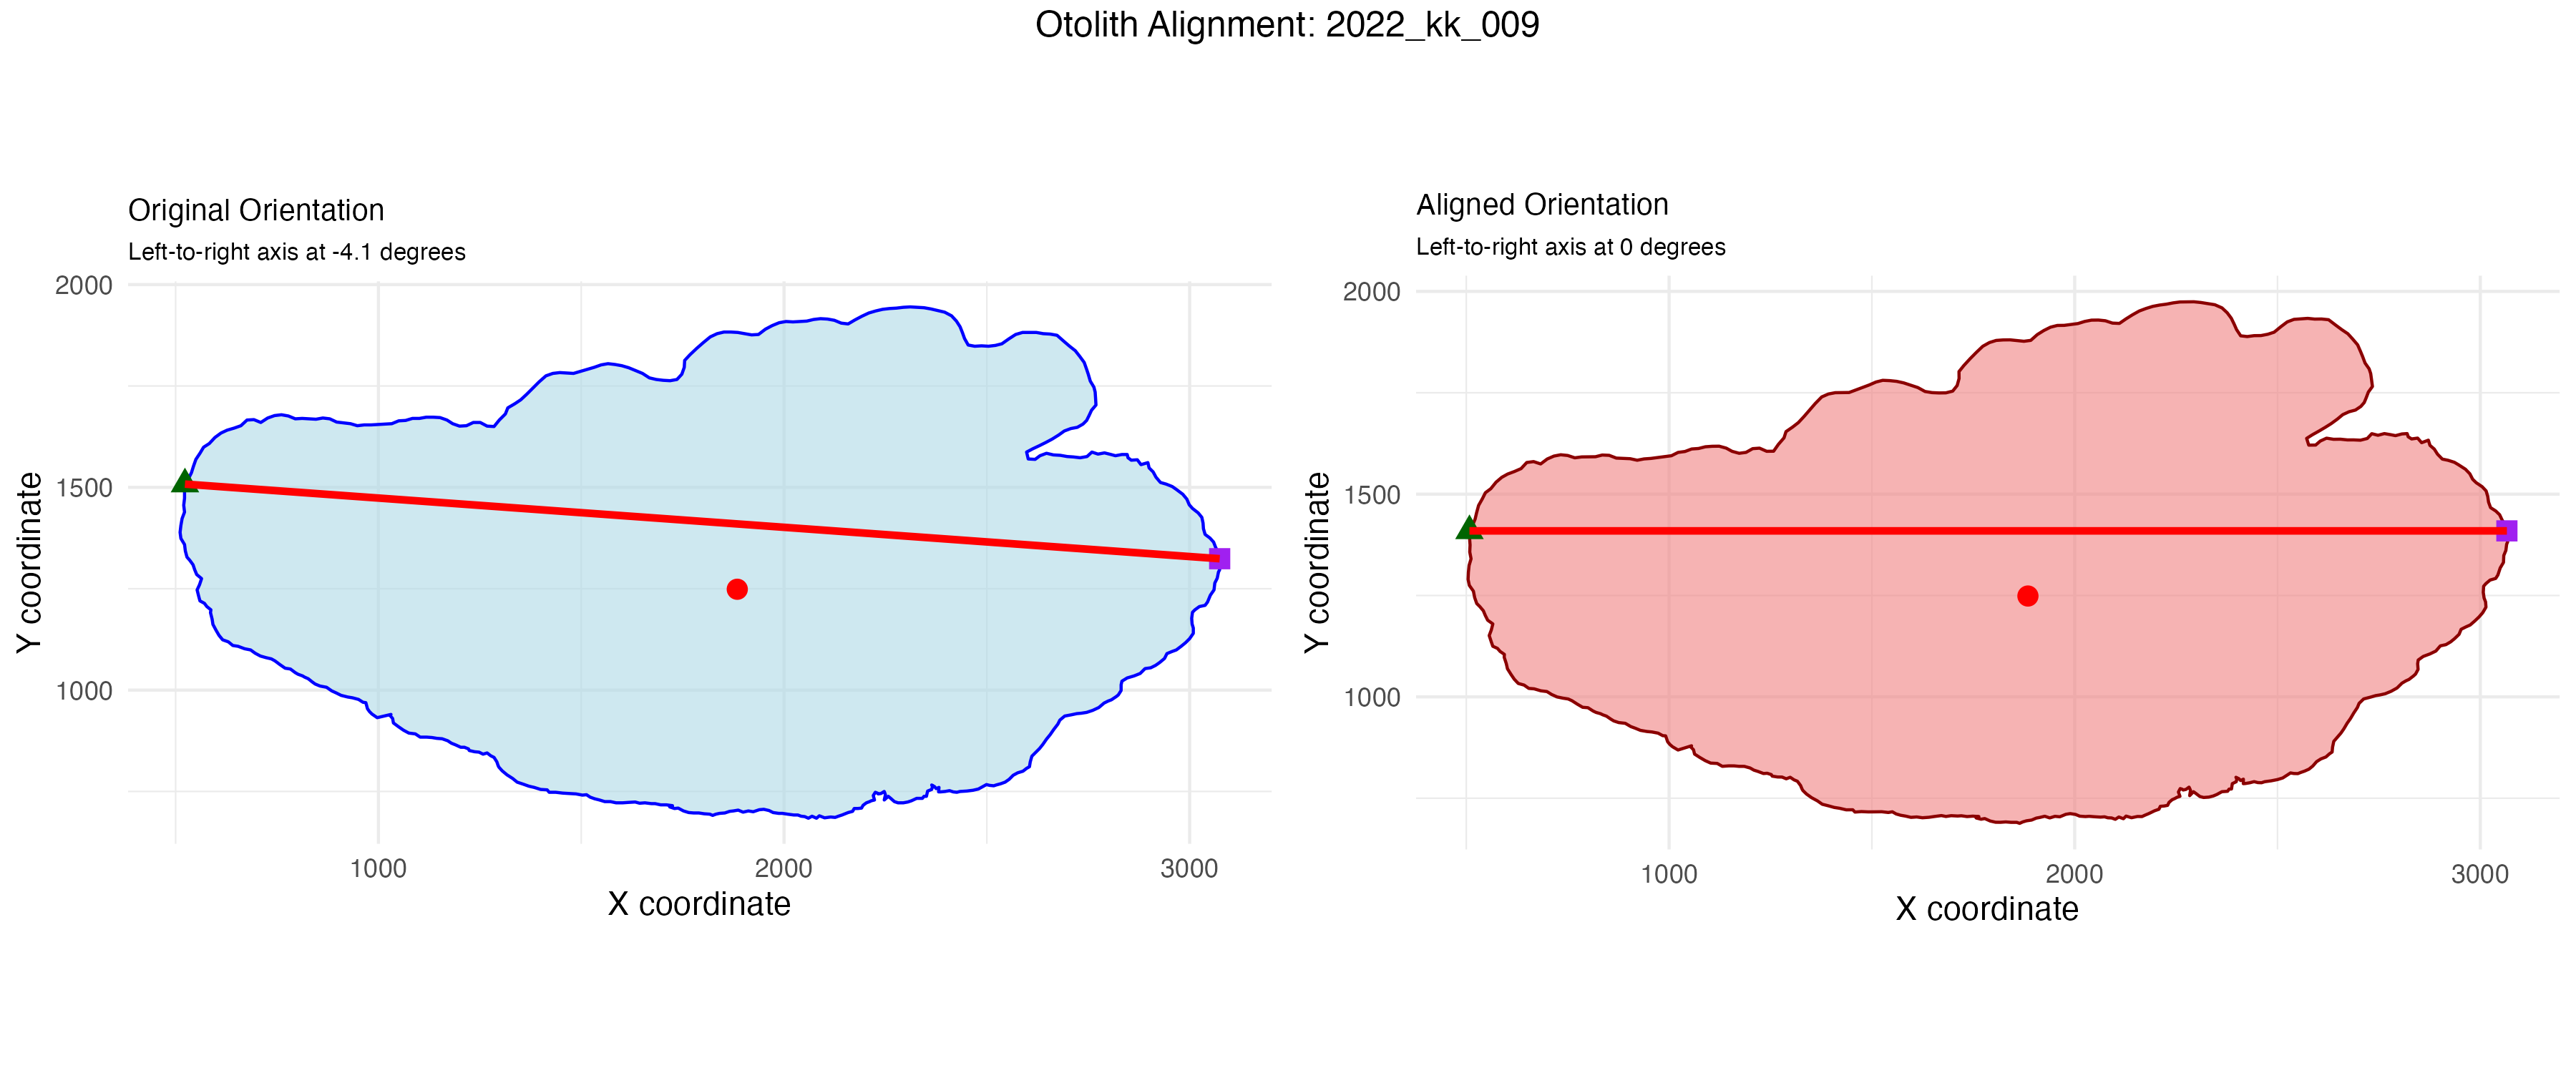 Otolith Alignment: 2022_kk_009
Original Orientation
Left-to-right axis at -4.1 degrees
2000
1500
1000
Y coordinate
1000 2000 3000
X coordinate
Aligned Orientation
Left-to-right axis at 0 degrees
2000
1500
1000
Y coordinate
1000 2000 3000
X coordinate